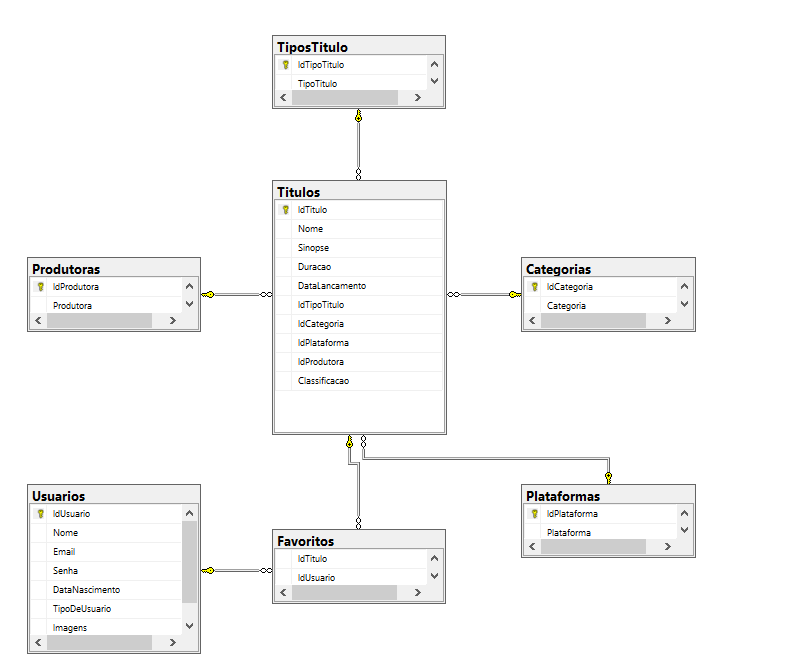 TiposTitulo
IdTipoTitulo
TipoTitulo
Titulos
IdTitulo
Nome
Sinopse
Duracao
DataLancamento
IdTipoTitulo
IdCategoria
IdPlataforma
IdProdutora
Classificacao
Produtoras
IdProdutora
Produtora
Categorias
IdCategoria
Categoria
Usuarios
IdUsuario
Nome
Email
Senha
DataNascimento
TipoDeUsuario
Imagens
Favoritos
IdTitulo
IdUsuario
Plataformas
IdPlataforma
Plataforma